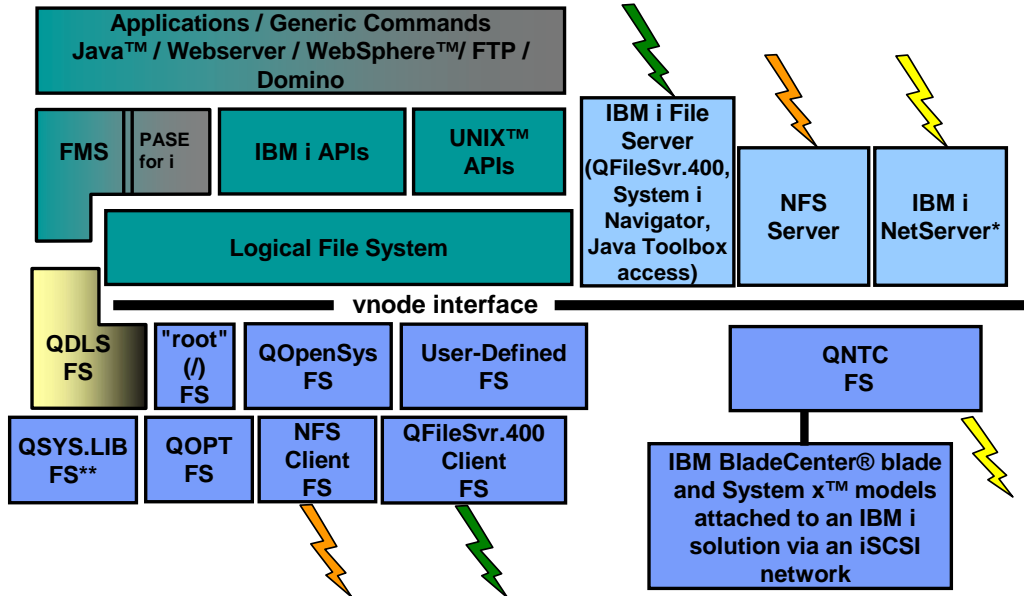 Applications / Generic Commands
Java™ / Webserver / WebSphere™/ FTP /
Domino
FMS
PASE
for i
IBM i APIs
UNIX™
APIs
IBM i File
Server
(QFileSvr.400,
System i
Navigator,
Java Toolbox
access)
NFS
Server
IBM i
NetServer*
Logical File System
vnode interface
QDLS
FS
"root"
(/)
FS
QOpenSys
FS
User-Defined
FS
QNTC
FS
QSYS.LIB
FS**
QOPT
FS
NFS
Client
FS
QFileSvr.400
Client
FS
IBM BladeCenter® blade
and System x™ models
attached to an IBM i
solution via an iSCSI
network